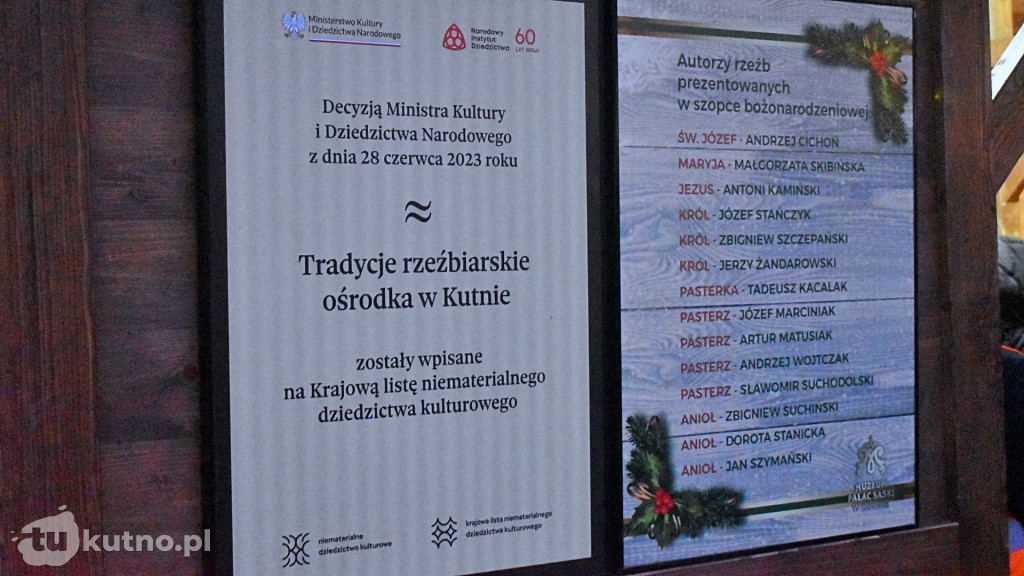 Ministerstwo Kultury
i Dziedzictwa Narodowego
Narodowy
Instytut
Dziedzictwa
60
LAT MISJI
Decyzją Ministra Kultury
i Dziedzictwa Narodowego
z dnia 28 czerwca 2023 roku
≈
Tradycje rzeźbiarskie
ośrodka w Kutnie
zostały wpisane
na Krajową listę niematerialnego
dziedzictwa kulturowego
niematerialne
dziedzictwo kulturowe
krajowa lista niematerialnego
dziedzictwa kulturowego
Autorzy rzeźb
prezentowanych
w szopce bożonarodzeniowej
ŚW. JÓZEF - ANDRZEJ CICHOŃ
MARYJA - MAŁGORZATA SKIBIŃSKA
JEZUS - ANTONI KAMIŃSKI
KRÓL - JÓZEF STAŃCZYK
KRÓL - ZBIGNIEW SZCZEPAŃSKI
KRÓL - JERZY ŻANDAROWSKI
PASTERKA - TADEUSZ KACALAK
PASTERZ - JÓZEF MARCINIAK
PASTERZ - ARTUR MATUSIAK
PASTERZ - ANDRZEJ WOJTCZAK
PASTERZ - SŁAWOMIR SUCHODOLSKI
ANIOŁ - ZBIGNIEW SUCHIŃSKI
ANIOŁ - DOROTA STANICKA
ANIOŁ - JAN SZYMAŃSKI
MUZEUM
PAŁAC SASKI
tukutno.pl